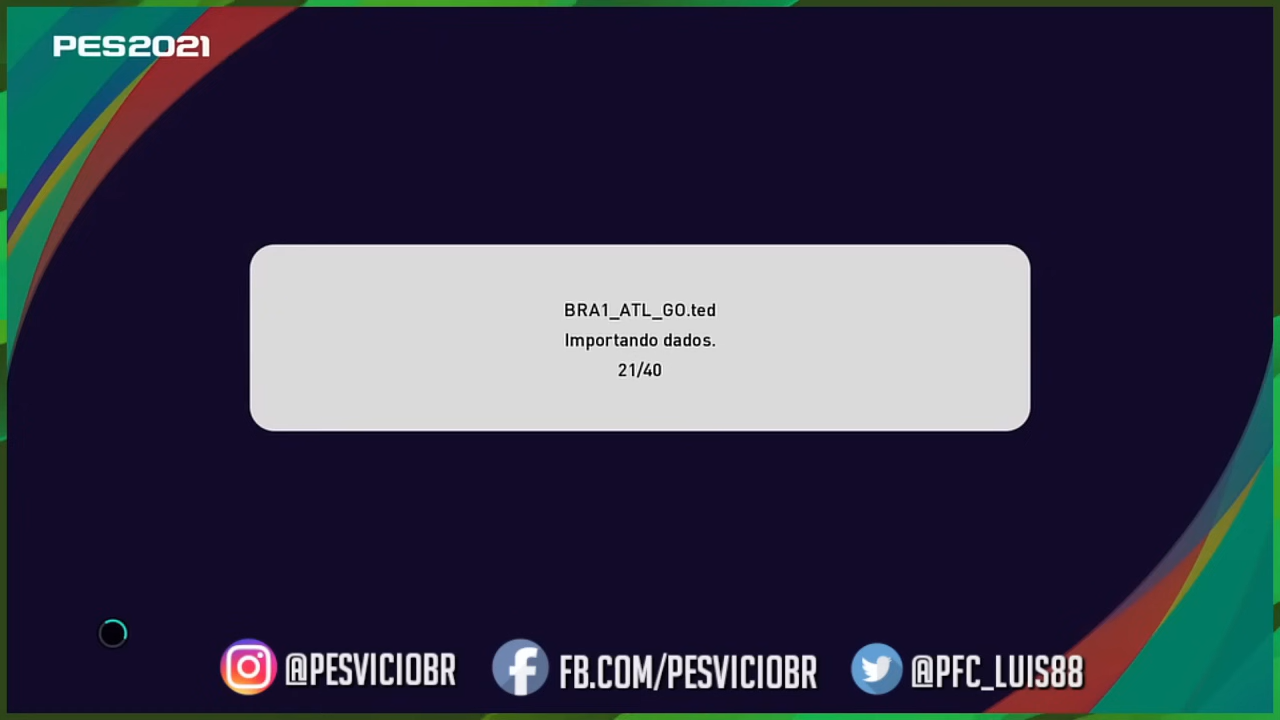 PES2021
BRA1_ATL_GO.ted
Importando dados.
21/40
@PESVICIOBR FB.COM/PESVICIOBR @PFC_LUIS88